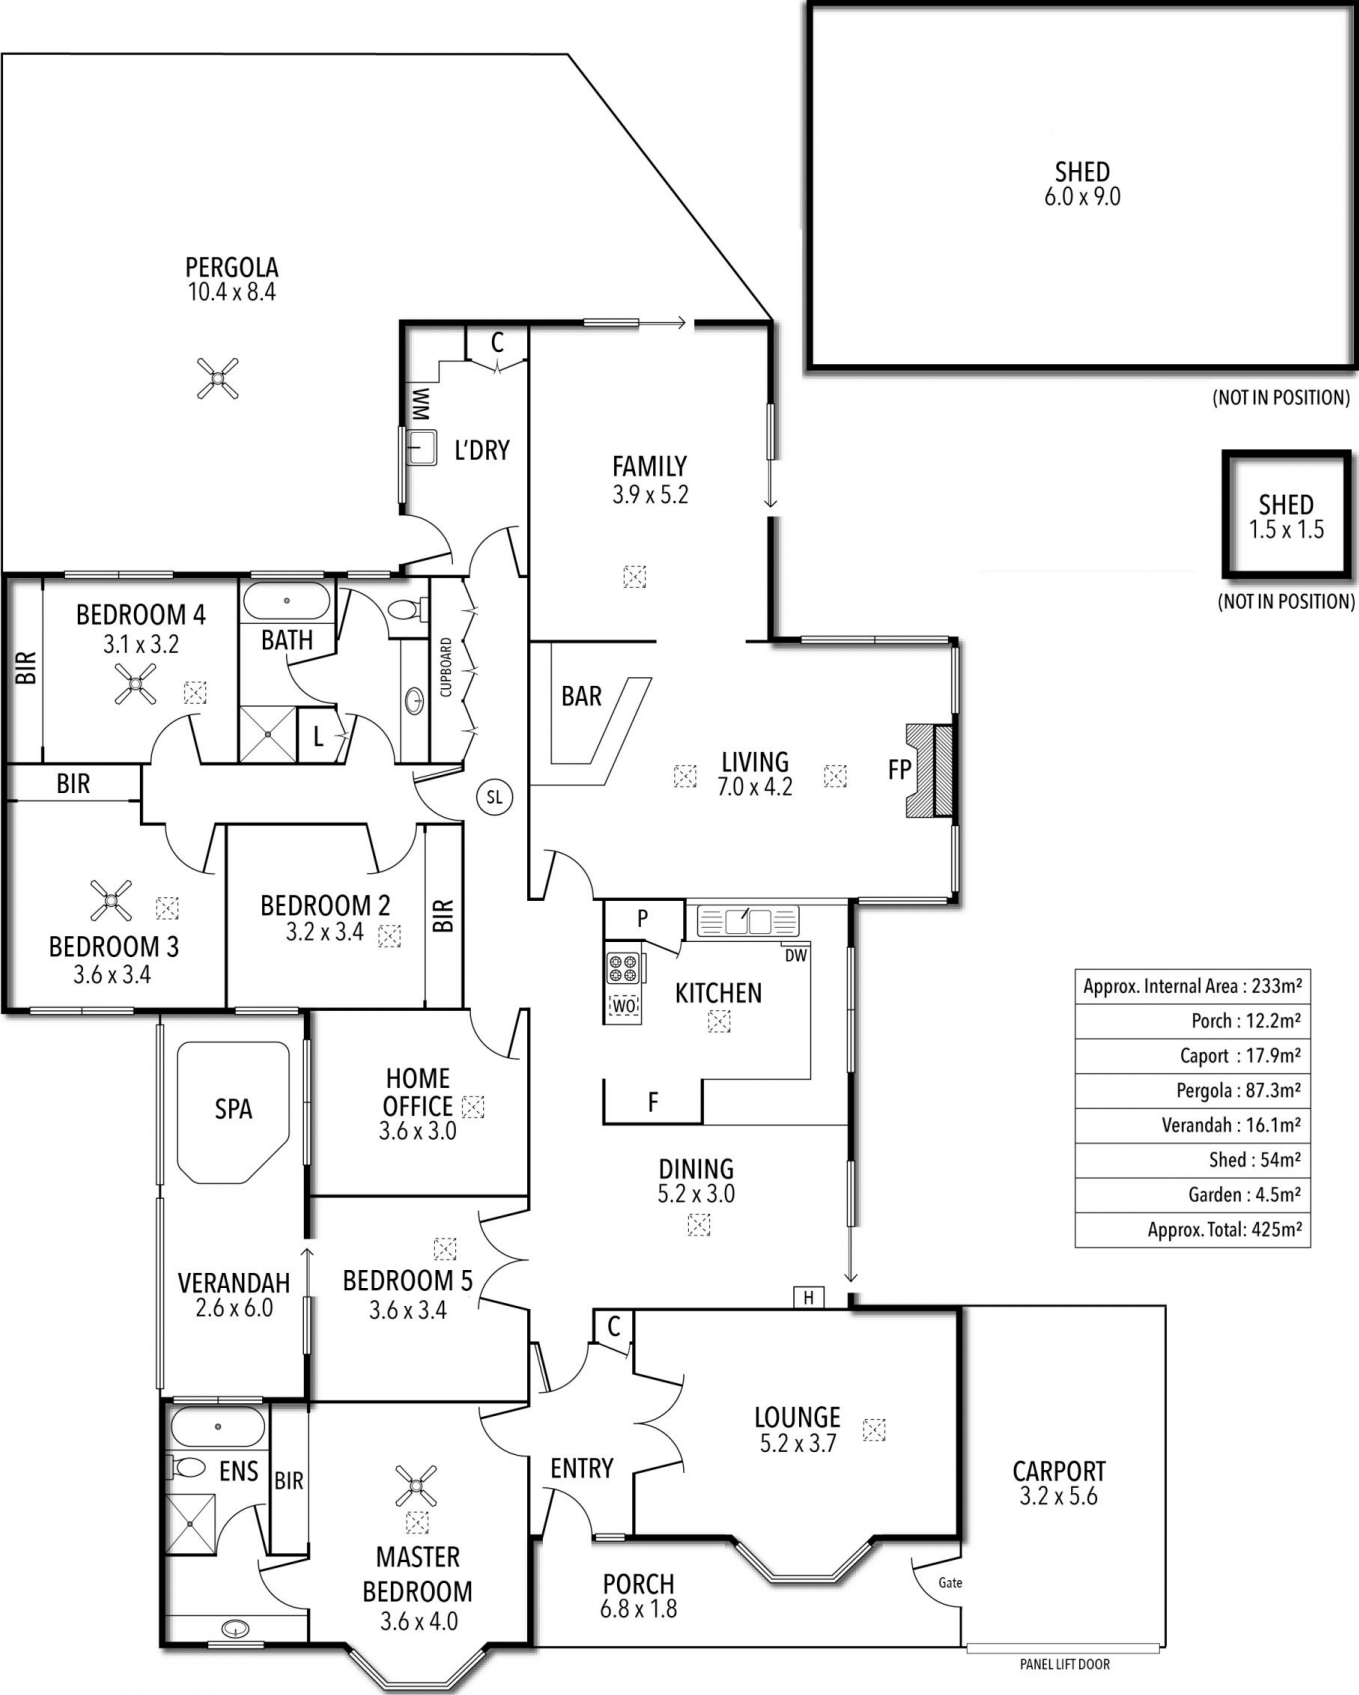 SHED
6.0 x 9.0
(NOT IN POSITION)
SHED
1.5 x 1.5
(NOT IN POSITION)
PERGOLA
10.4 x 8.4
C
WM
L'DRY
FAMILY
3.9 x 5.2
BEDROOM 4
3.1 x 3.2
BIR
BATH
L
CUPBOARD
BAR
LIVING
7.0 x 4.2
FP
SL
BIR
BEDROOM 3
3.6 x 3.4
BEDROOM 2
3.2 x 3.4
BIR
P
DW
WO
KITCHEN
F
HOME
OFFICE
3.6 x 3.0
SPA
VERANDAH
2.6 x 6.0
BEDROOM 5
3.6 x 3.4
DINING
5.2 x 3.0
H
C
LOUNGE
5.2 x 3.7
ENTRY
ENS
BIR
MASTER
BEDROOM
3.6 x 4.0
PORCH
6.8 x 1.8
Gate
CARPORT
3.2 x 5.6
PANEL LIFT DOOR
Approx. Internal Area : 233m²
Porch : 12.2m²
Caport : 17.9m²
Pergola : 87.3m²
Verandah : 16.1m²
Shed : 54m²
Garden : 4.5m²
Approx. Total: 425m²